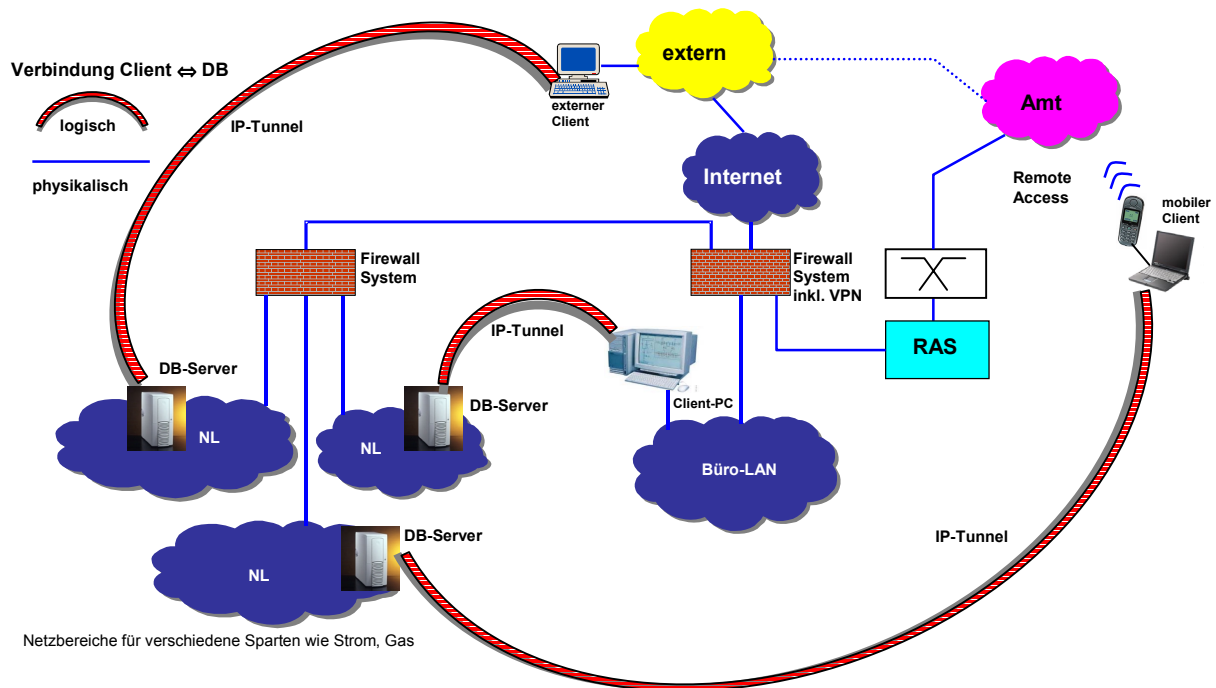 Verbindung Client ⇔ DB
logisch
physikalisch
IP-Tunnel
externer
Client
extern
Amt
Internet
Remote
Access
mobiler
Client
Firewall
System
Firewall
System
inkl. VPN
IP-Tunnel
RAS
DB-Server
NL
DB-Server
NL
Client-PC
Büro-LAN
DB-Server
NL
IP-Tunnel
Netzbereiche für verschiedene Sparten wie Strom, Gas